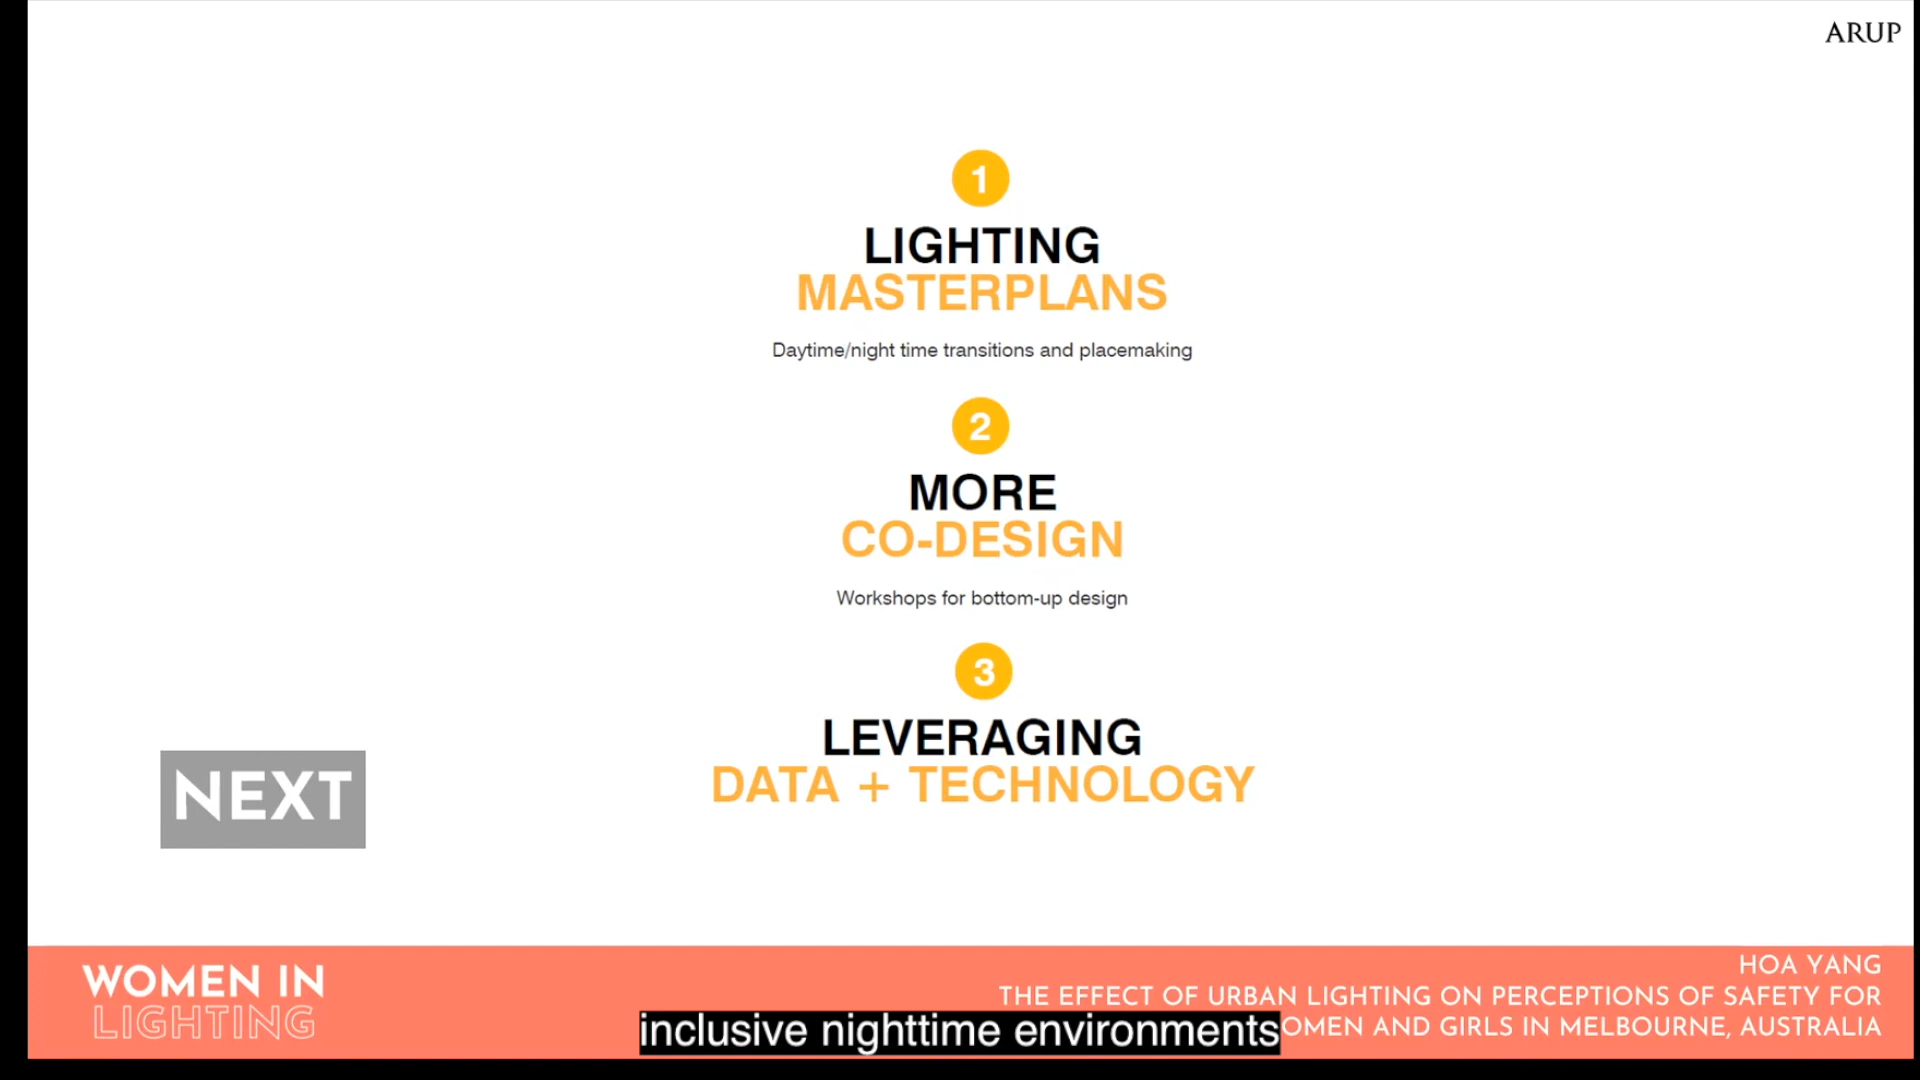 ARUP
1
LIGHTING
MASTERPLANS
Daytime/night time transitions and placemaking
2
MORE
CO-DESIGN
Workshops for bottom-up design
3
LEVERAGING
DATA + TECHNOLOGY
NEXT
WOMEN IN
LIGHTING
HOA YANG
THE EFFECT OF URBAN LIGHTING ON PERCEPTIONS OF SAFETY FOR
OMEN AND GIRLS IN MELBOURNE, AUSTRALIA
inclusive nighttime environments